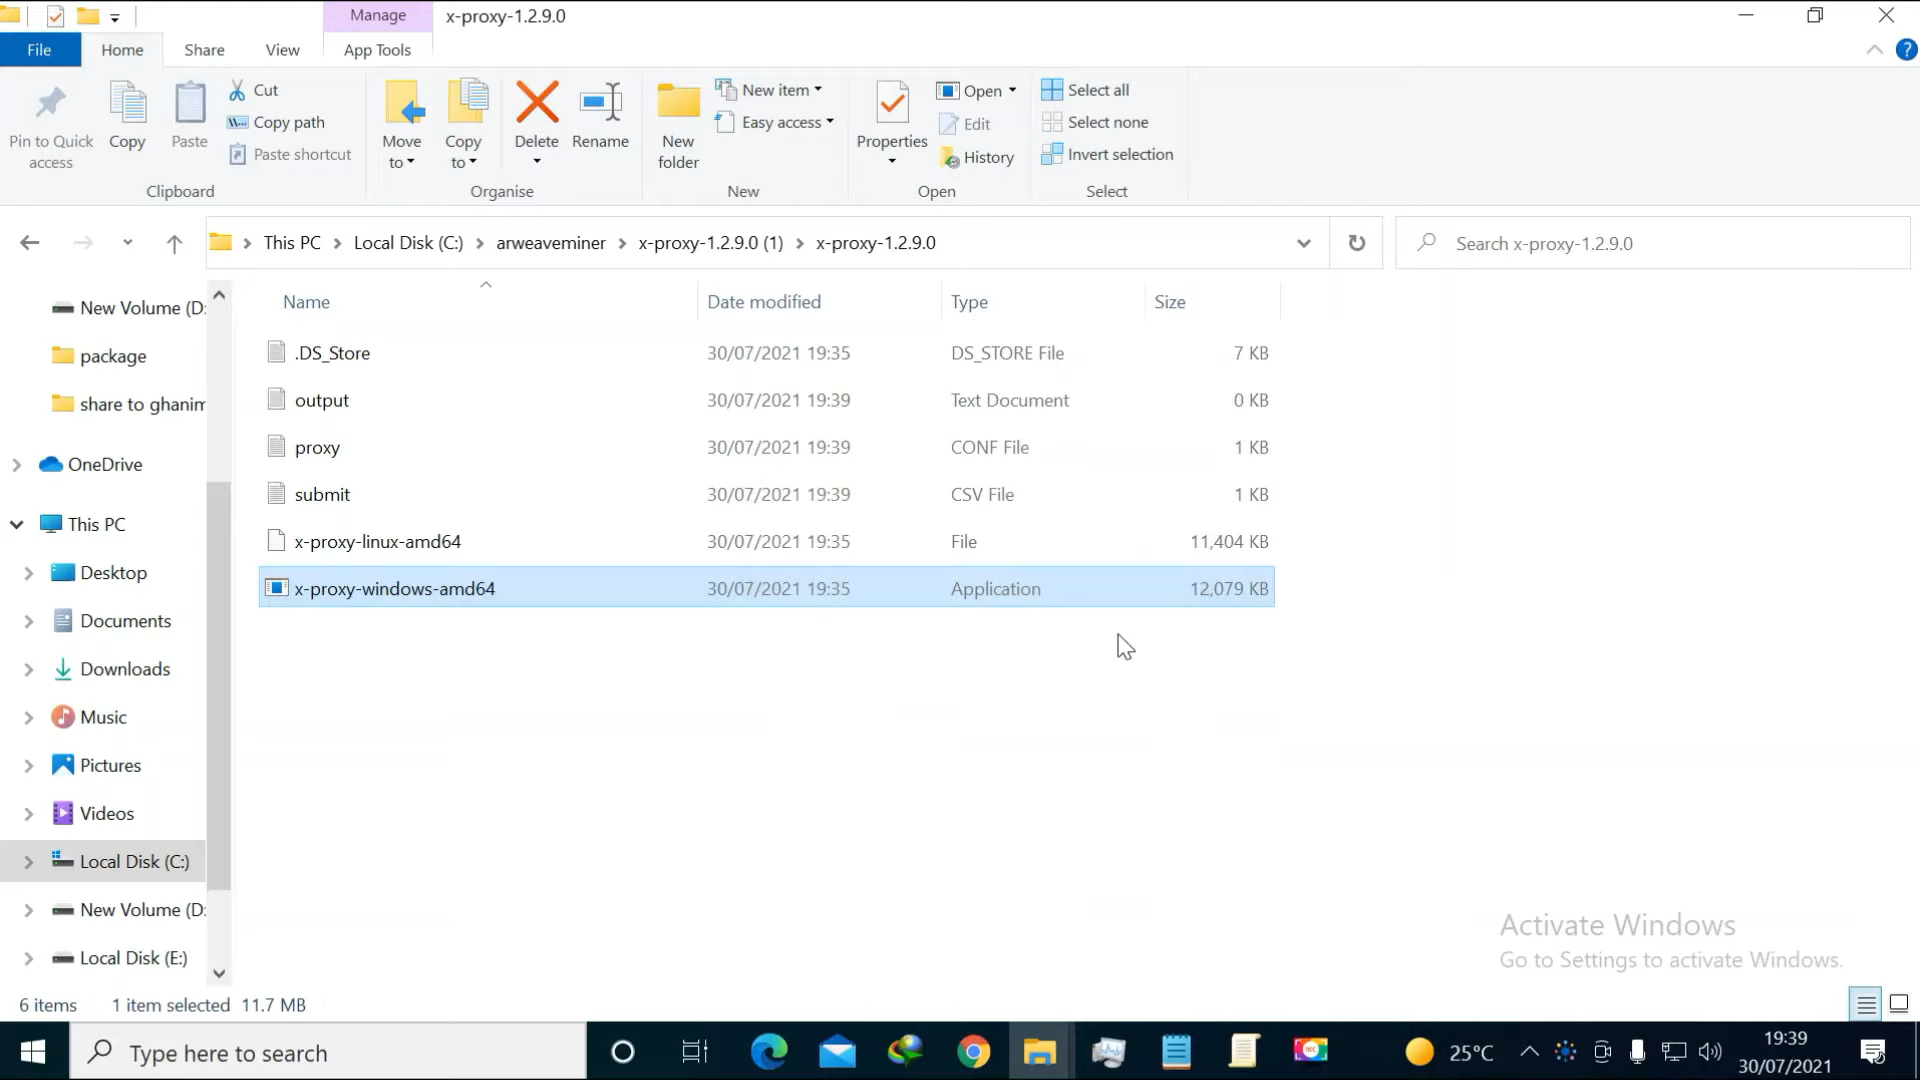 Manage
x-proxy-1.2.9.0
File
Home
Share
View
App Tools
Pin to Quick access
Copy
Paste
Cut
Copy path
Paste shortcut
Clipboard
Move to
Copy to
Delete
Rename
Organise
New folder
New item
Easy access
New
Properties
Open
Edit
History
Open
Select all
Select none
Invert selection
Select
This PC > Local Disk (C:) > arweaveminer > x-proxy-1.2.9.0 (1) > x-proxy-1.2.9.0
Search x-proxy-1.2.9.0
New Volume (D:
package
share to ghanim
OneDrive
This PC
Desktop
Documents
Downloads
Music
Pictures
Videos
Local Disk (C:)
New Volume (D:
Local Disk (E:)
Name Date modified Type Size
.DS_Store 30/07/2021 19:35 DS_STORE File 7 KB
output 30/07/2021 19:39 Text Document 0 KB
proxy 30/07/2021 19:39 CONF File 1 KB
submit 30/07/2021 19:39 CSV File 1 KB
x-proxy-linux-amd64 30/07/2021 19:35 File 11,404 KB
x-proxy-windows-amd64 30/07/2021 19:35 Application 12,079 KB
Activate Windows
Go to Settings to activate Windows.
6 items 1 item selected 11.7 MB
Type here to search
REC
25°C
19:39
30/07/2021